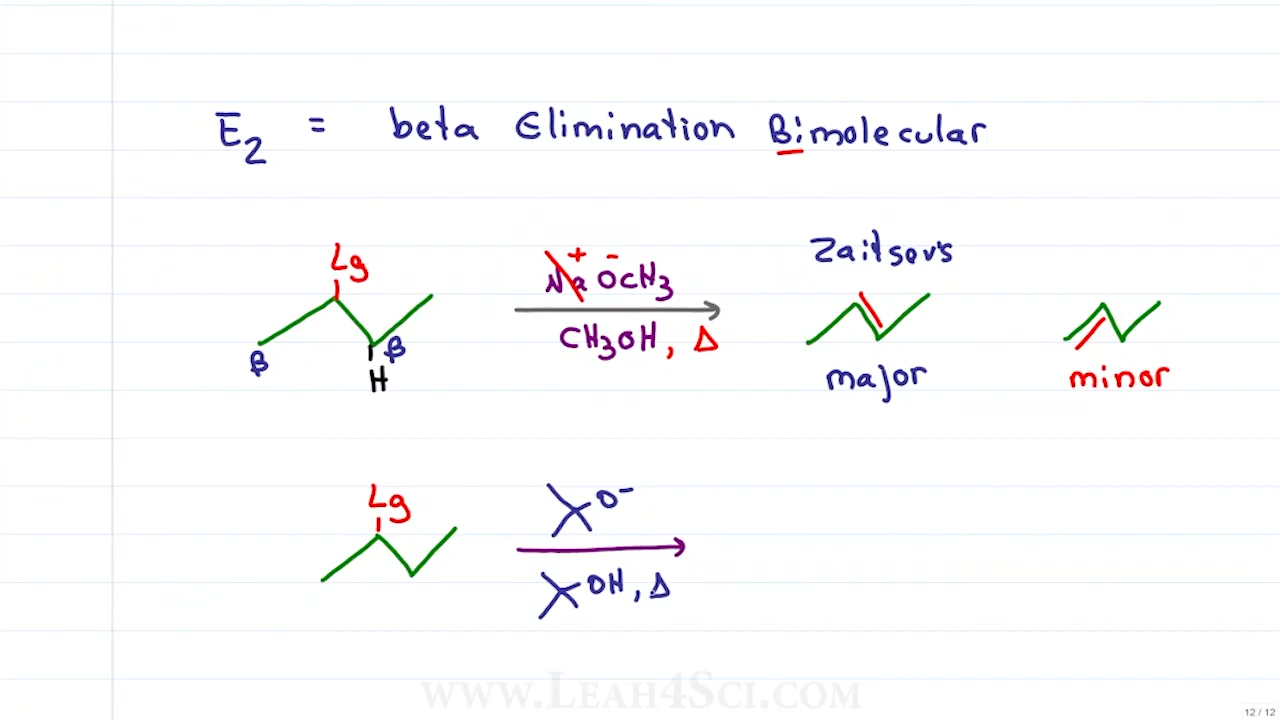 E₂ = beta Elimination Bimolecular
Zaitsev's
Lg
Na⁺ ⁻OCH₃
CH₃OH, Δ
β
β
H
major
minor
Lg
O⁻
OH, Δ
www.Leah4Sci.com
12 / 12